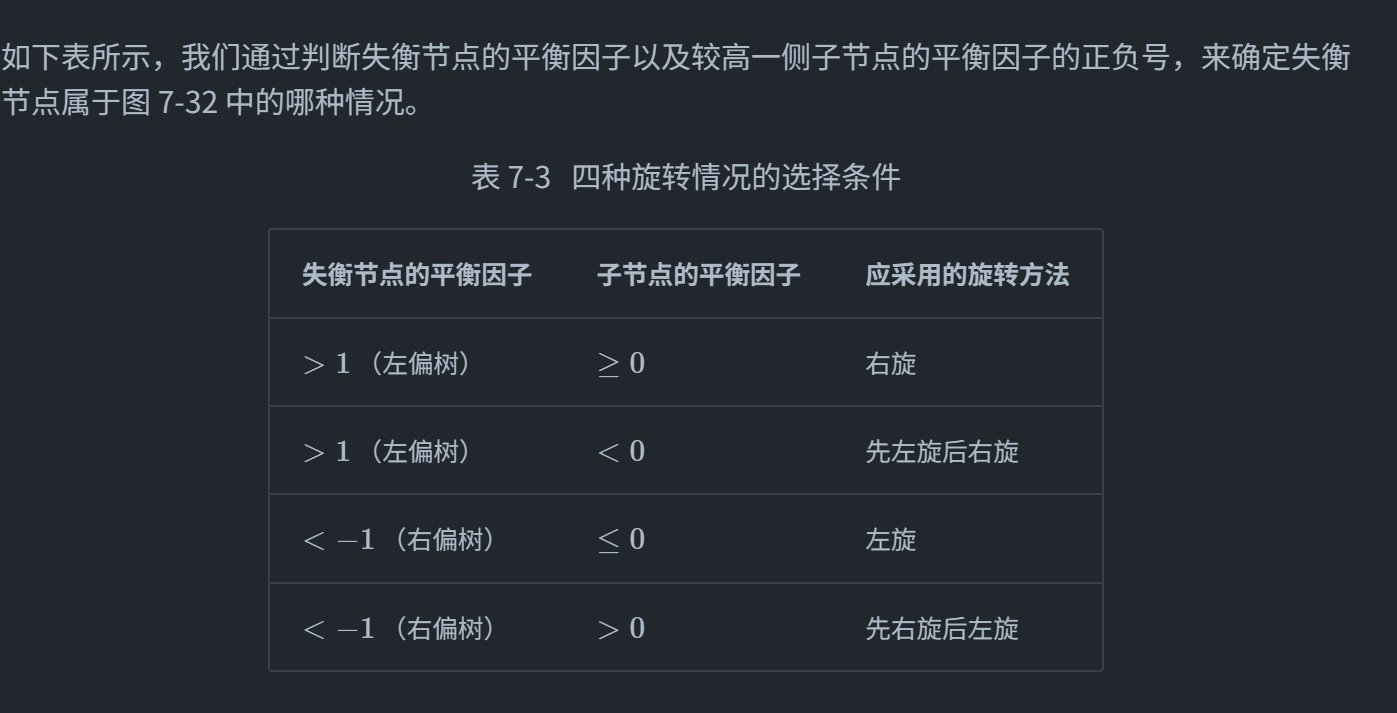 如下表所示，我们通过判断失衡节点的平衡因子以及较高一侧子节点的平衡因子的正负号，来确定失衡
节点属于图 7-32 中的哪种情况。
表 7-3 四种旋转情况的选择条件
失衡节点的平衡因子 子节点的平衡因子 应采用的旋转方法
> 1 （左偏树） ≥ 0 右旋
> 1 （左偏树） < 0 先左旋后右旋
< −1 （右偏树） ≤ 0 左旋
< −1 （右偏树） > 0 先右旋后左旋